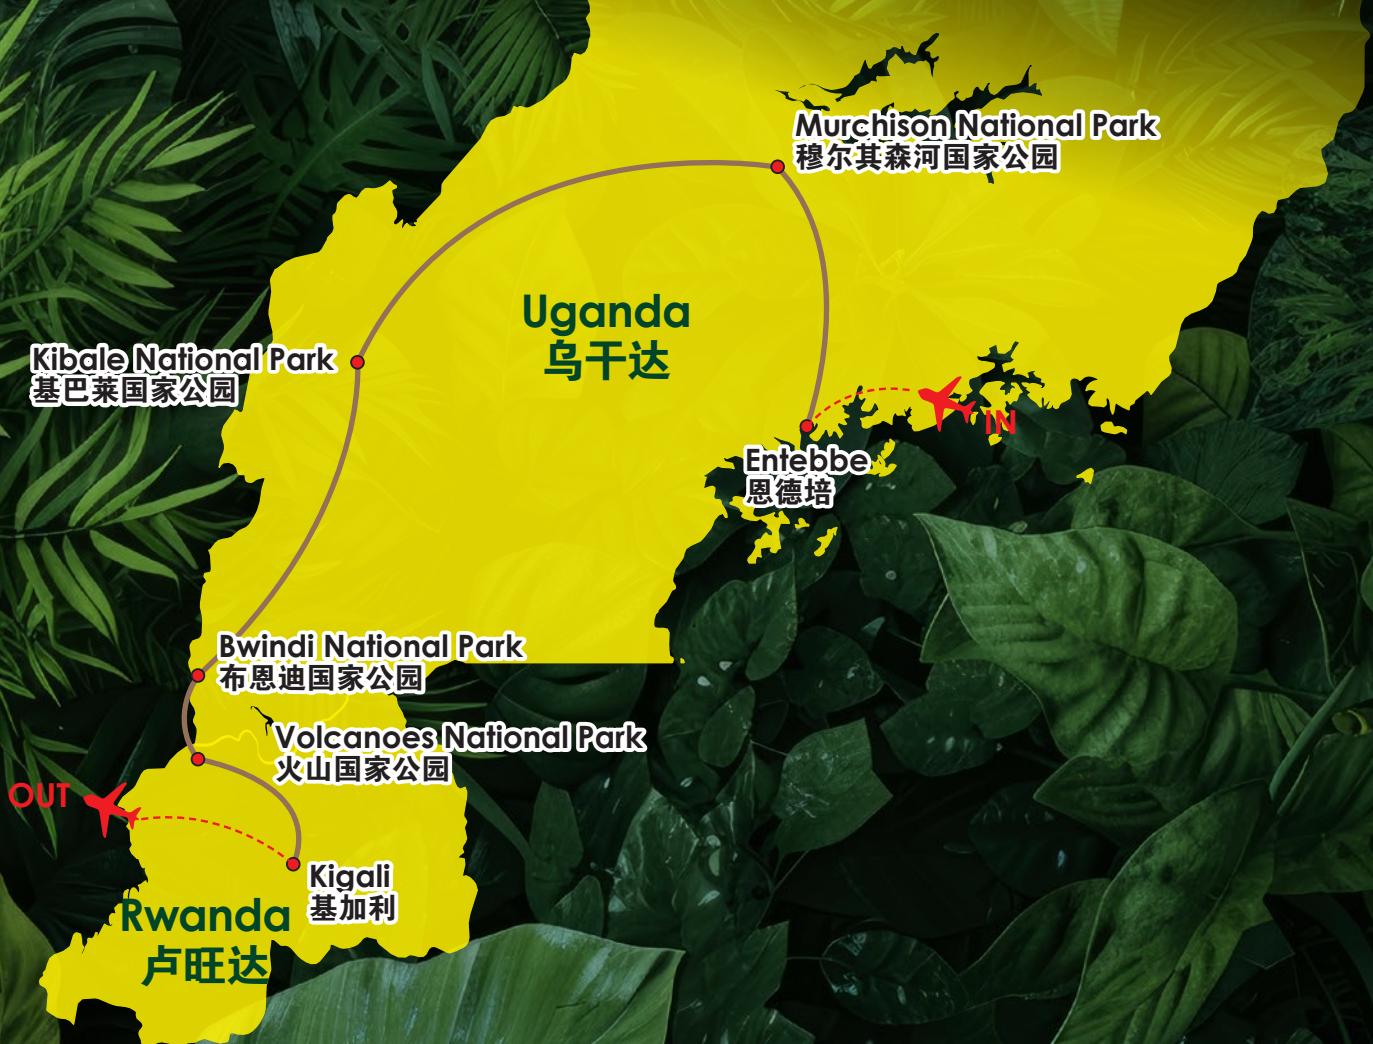 Murchison National Park
穆尔其森河国家公园
Uganda
乌干达
Kibale National Park
基巴莱国家公园
IN
Entebbe
恩德培
Bwindi National Park
布恩迪国家公园
Volcanoes National Park
火山国家公园
OUT
Kigali
基加利
Rwanda
卢旺达